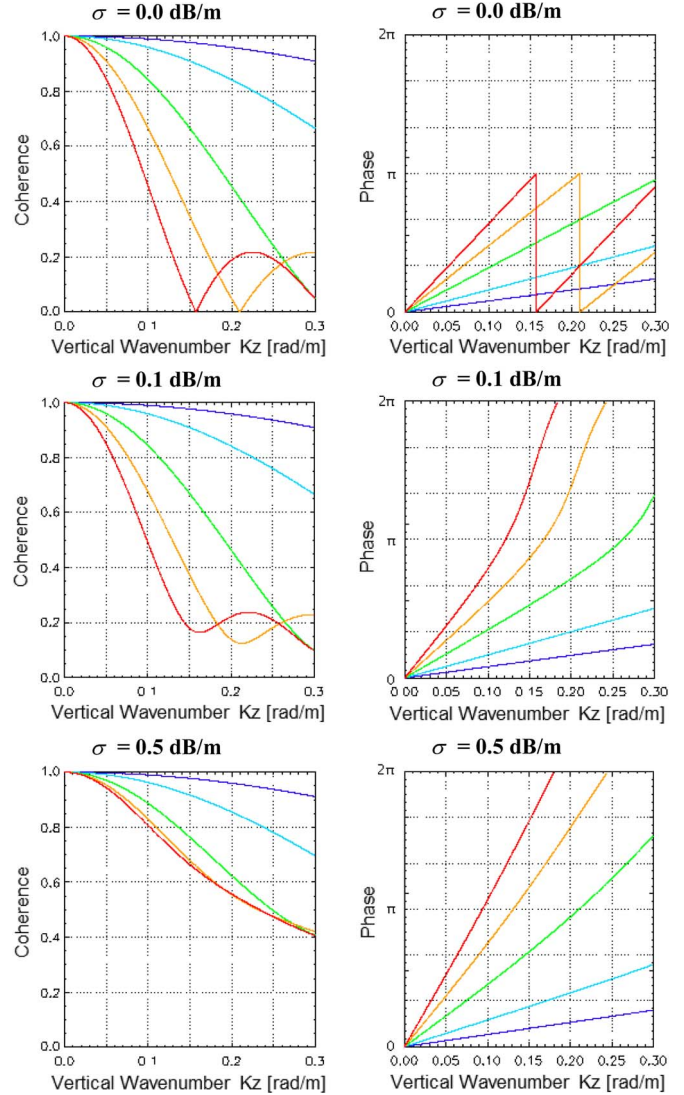 σ = 0.0 dB/m
1.0
0.8
0.6
0.4
0.2
0.0
Coherence
0.0 0.1 0.2 0.3
Vertical Wavenumber Kz [rad/m]
σ = 0.0 dB/m
2π
π
0
Phase
0.00 0.05 0.10 0.15 0.20 0.25 0.30
Vertical Wavenumber Kz [rad/m]
σ = 0.1 dB/m
1.0
0.8
0.6
0.4
0.2
0.0
Coherence
0.0 0.1 0.2 0.3
Vertical Wavenumber Kz [rad/m]
σ = 0.1 dB/m
2π
π
0
Phase
0.00 0.05 0.10 0.15 0.20 0.25 0.30
Vertical Wavenumber Kz [rad/m]
σ = 0.5 dB/m
1.0
0.8
0.6
0.4
0.2
0.0
Coherence
0.0 0.1 0.2 0.3
Vertical Wavenumber Kz [rad/m]
σ = 0.5 dB/m
2π
π
0
Phase
0.00 0.05 0.10 0.15 0.20 0.25 0.30
Vertical Wavenumber Kz [rad/m]